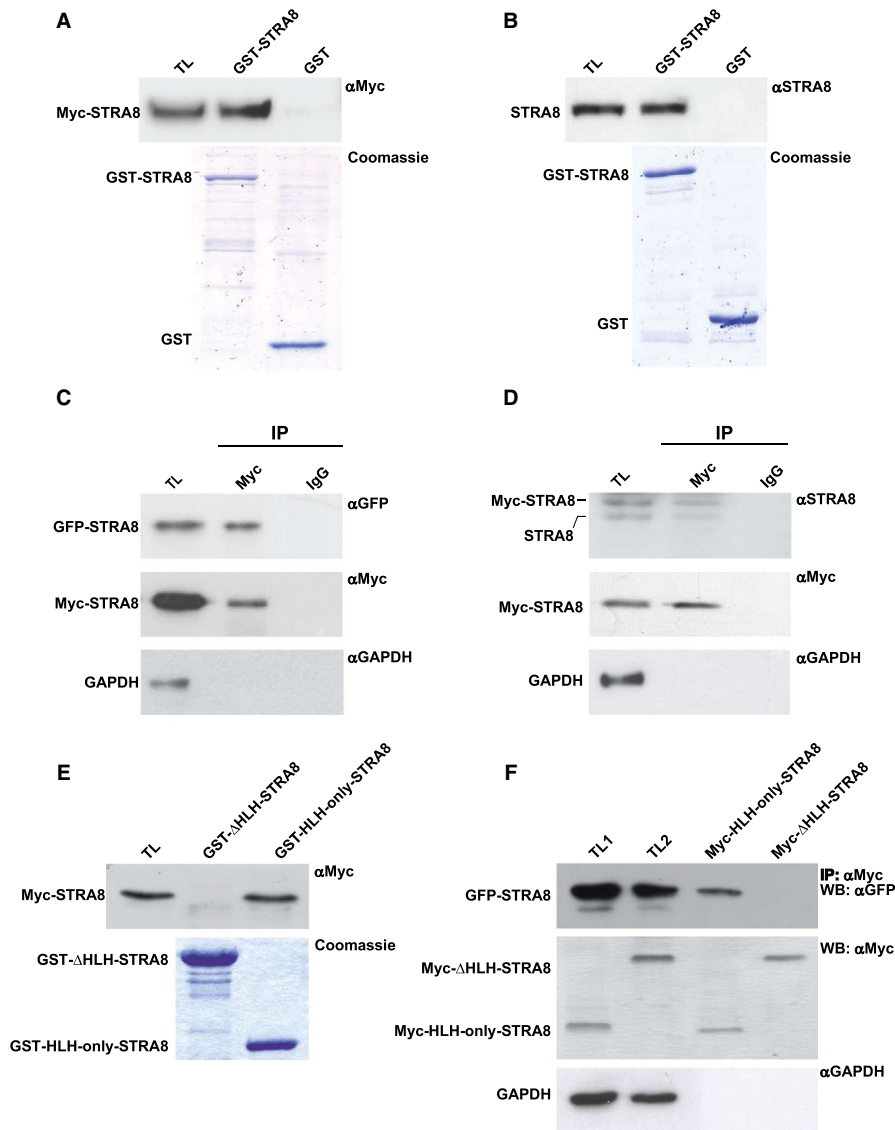 A
TL
GST-STRA8
GST
αMyc
Myc-STRA8
Coomassie
GST-STRA8
GST
B
TL
GST-STRA8
GST
αSTRA8
STRA8
Coomassie
GST-STRA8
GST
C
IP
TL
Myc
IgG
αGFP
GFP-STRA8
αMyc
Myc-STRA8
αGAPDH
GAPDH
D
IP
TL
Myc
IgG
Myc-STRA8
αSTRA8
STRA8
αMyc
Myc-STRA8
αGAPDH
GAPDH
E
TL
GST-ΔHLH-STRA8
GST-HLH-only-STRA8
αMyc
Myc-STRA8
Coomassie
GST-ΔHLH-STRA8
GST-HLH-only-STRA8
F
TL1
TL2
Myc-HLH-only-STRA8
Myc-ΔHLH-STRA8
IP: αMyc
WB: αGFP
GFP-STRA8
WB: αMyc
Myc-ΔHLH-STRA8
Myc-HLH-only-STRA8
αGAPDH
GAPDH